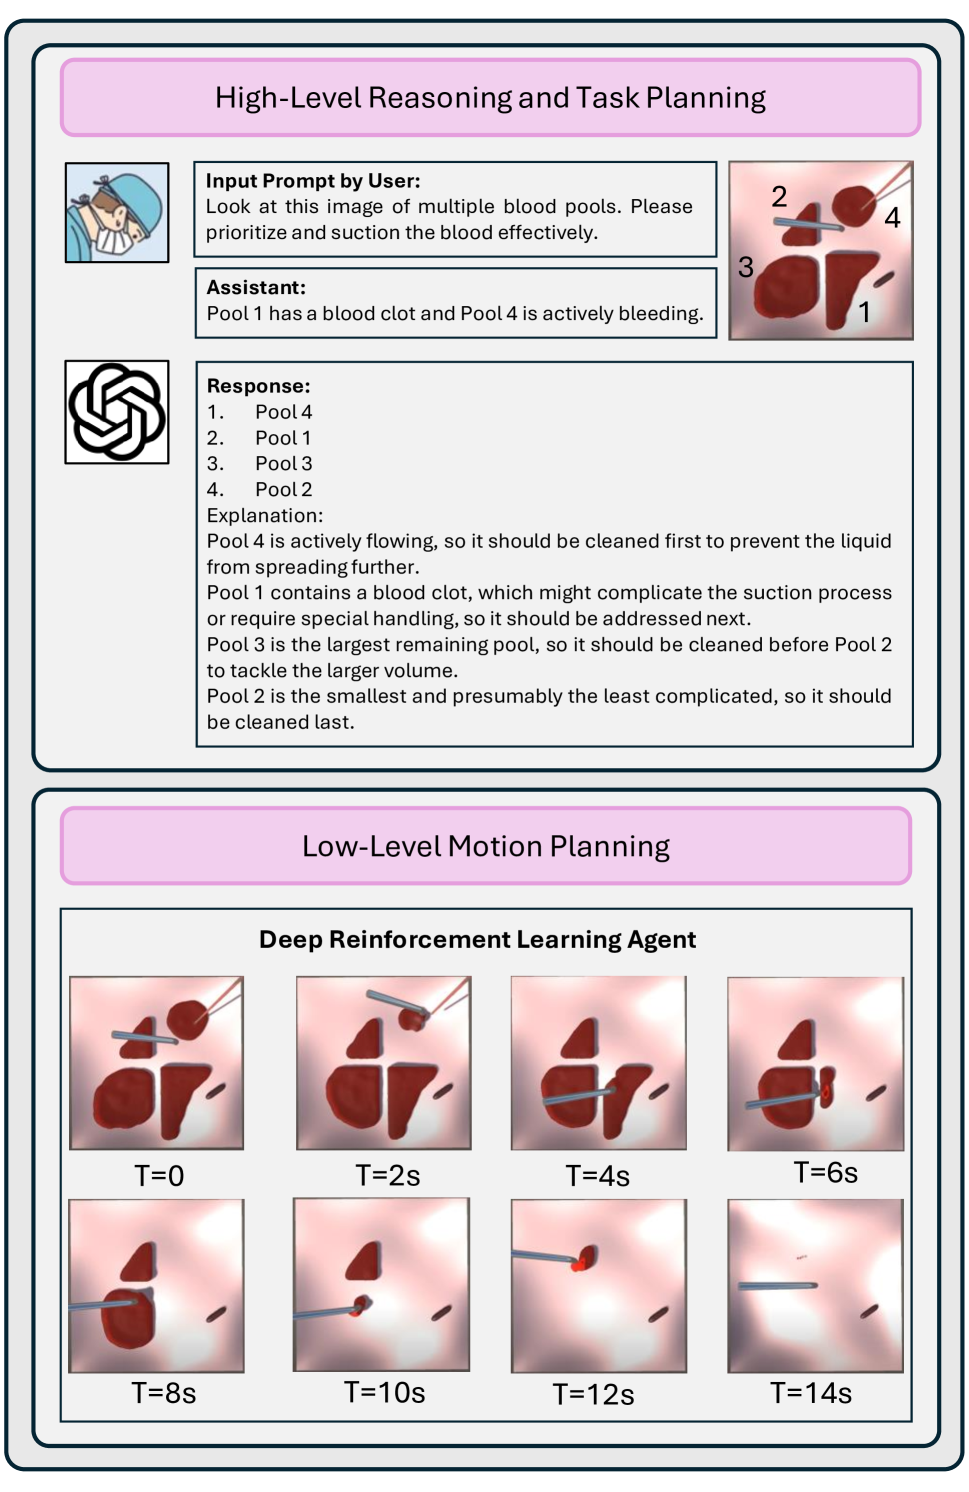 High-Level Reasoning and Task Planning
Input Prompt by User:
Look at this image of multiple blood pools. Please
prioritize and suction the blood effectively.
Assistant:
Pool 1 has a blood clot and Pool 4 is actively bleeding.
2
4
3
1
Response:
1. Pool 4
2. Pool 1
3. Pool 3
4. Pool 2
Explanation:
Pool 4 is actively flowing, so it should be cleaned first to prevent the liquid
from spreading further.
Pool 1 contains a blood clot, which might complicate the suction process
or require special handling, so it should be addressed next.
Pool 3 is the largest remaining pool, so it should be cleaned before Pool 2
to tackle the larger volume.
Pool 2 is the smallest and presumably the least complicated, so it should
be cleaned last.
Low-Level Motion Planning
Deep Reinforcement Learning Agent
T=0
T=2s
T=4s
T=6s
T=8s
T=10s
T=12s
T=14s